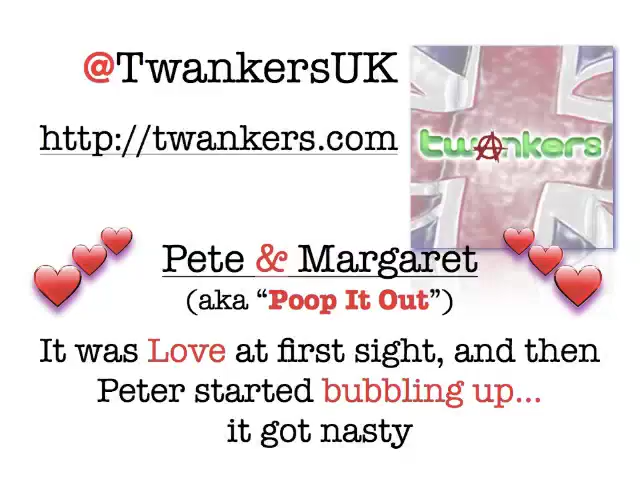 @TwankersUK
http://twankers.com
twankers
Pete & Margaret
(aka “Poop It Out”)
It was Love at first sight, and then
Peter started bubbling up...
it got nasty